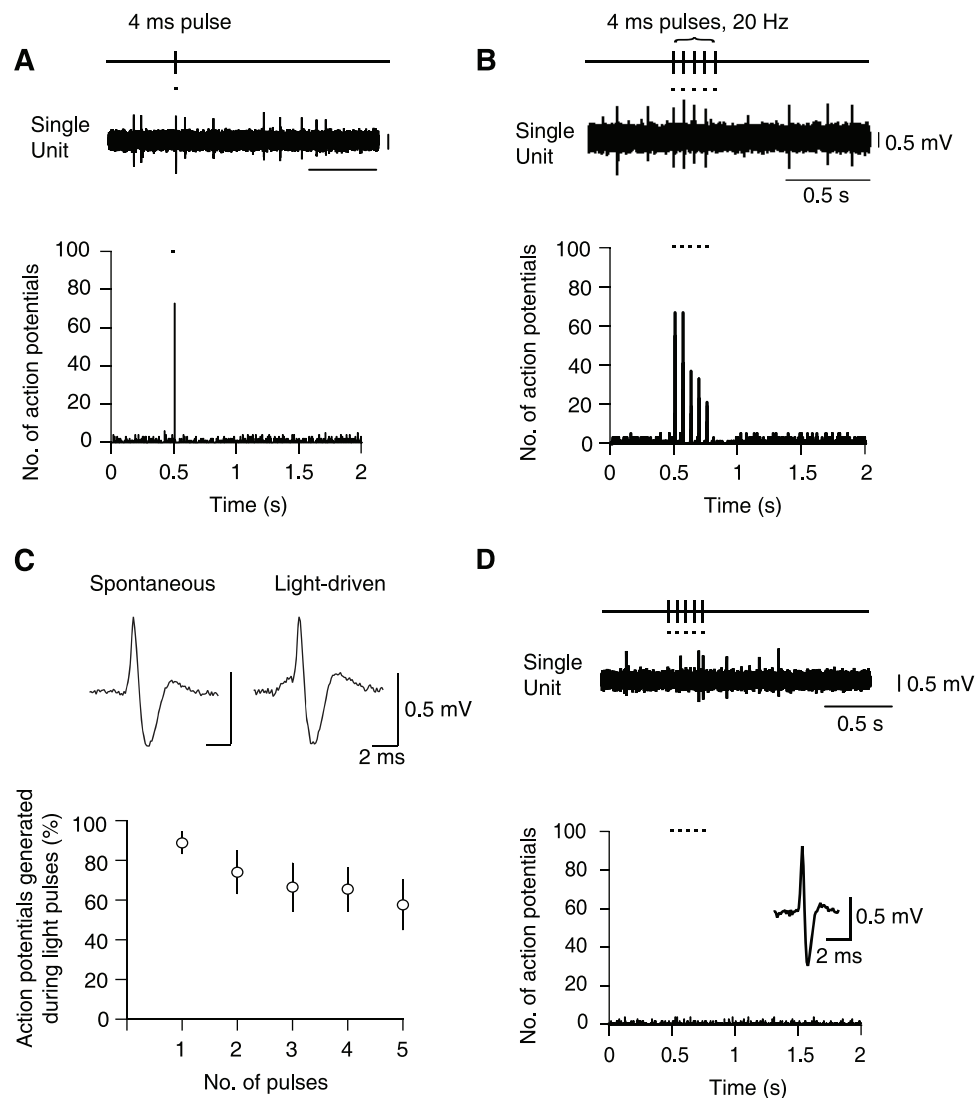 A
4 ms pulse
Single
Unit
100
80
60
40
20
0
No. of action potentials
0
0.5
1
1.5
2
Time (s)
B
4 ms pulses, 20 Hz
Single
Unit
0.5 mV
0.5 s
100
80
60
40
20
0
No. of action potentials
0
0.5
1
1.5
2
Time (s)
C
Spontaneous
Light-driven
0.5 mV
2 ms
100
80
60
40
20
0
Action potentials generated
during light pulses (%)
1
2
3
4
5
No. of pulses
D
Single
Unit
0.5 mV
0.5 s
100
80
60
40
20
0
No. of action potentials
0.5 mV
2 ms
0
0.5
1
1.5
2
Time (s)